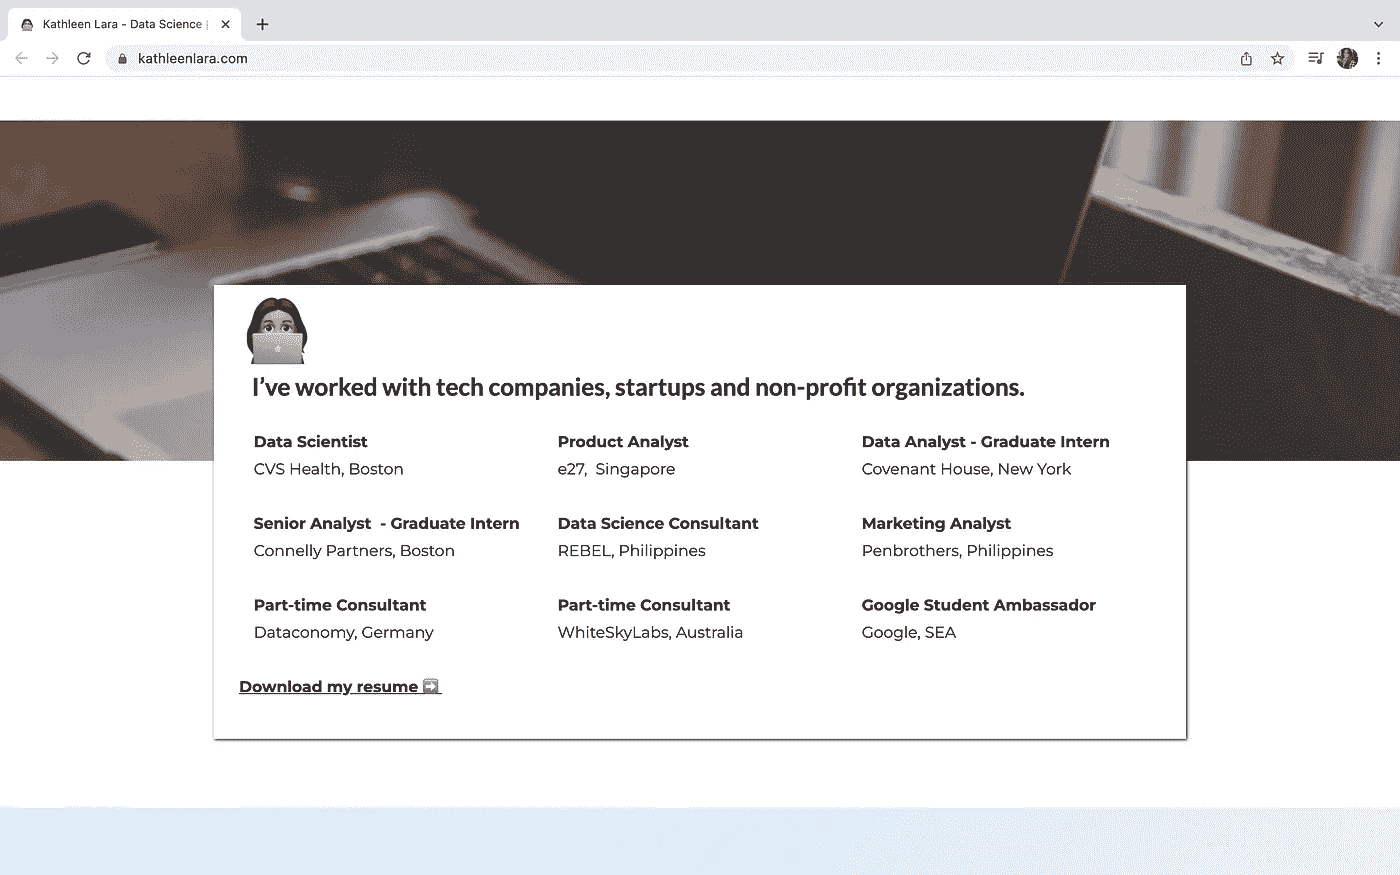 Kathleen Lara - Data Science |
kathleenlara.com
I've worked with tech companies, startups and non-profit organizations.
Data Scientist
CVS Health, Boston
Product Analyst
e27,  Singapore
Data Analyst - Graduate Intern
Covenant House, New York
Senior Analyst  - Graduate Intern
Connelly Partners, Boston
Data Science Consultant
REBEL, Philippines
Marketing Analyst
Penbrothers, Philippines
Part-time Consultant
Dataconomy, Germany
Part-time Consultant
WhiteSkyLabs, Australia
Google Student Ambassador
Google, SEA
Download my resume ➡️